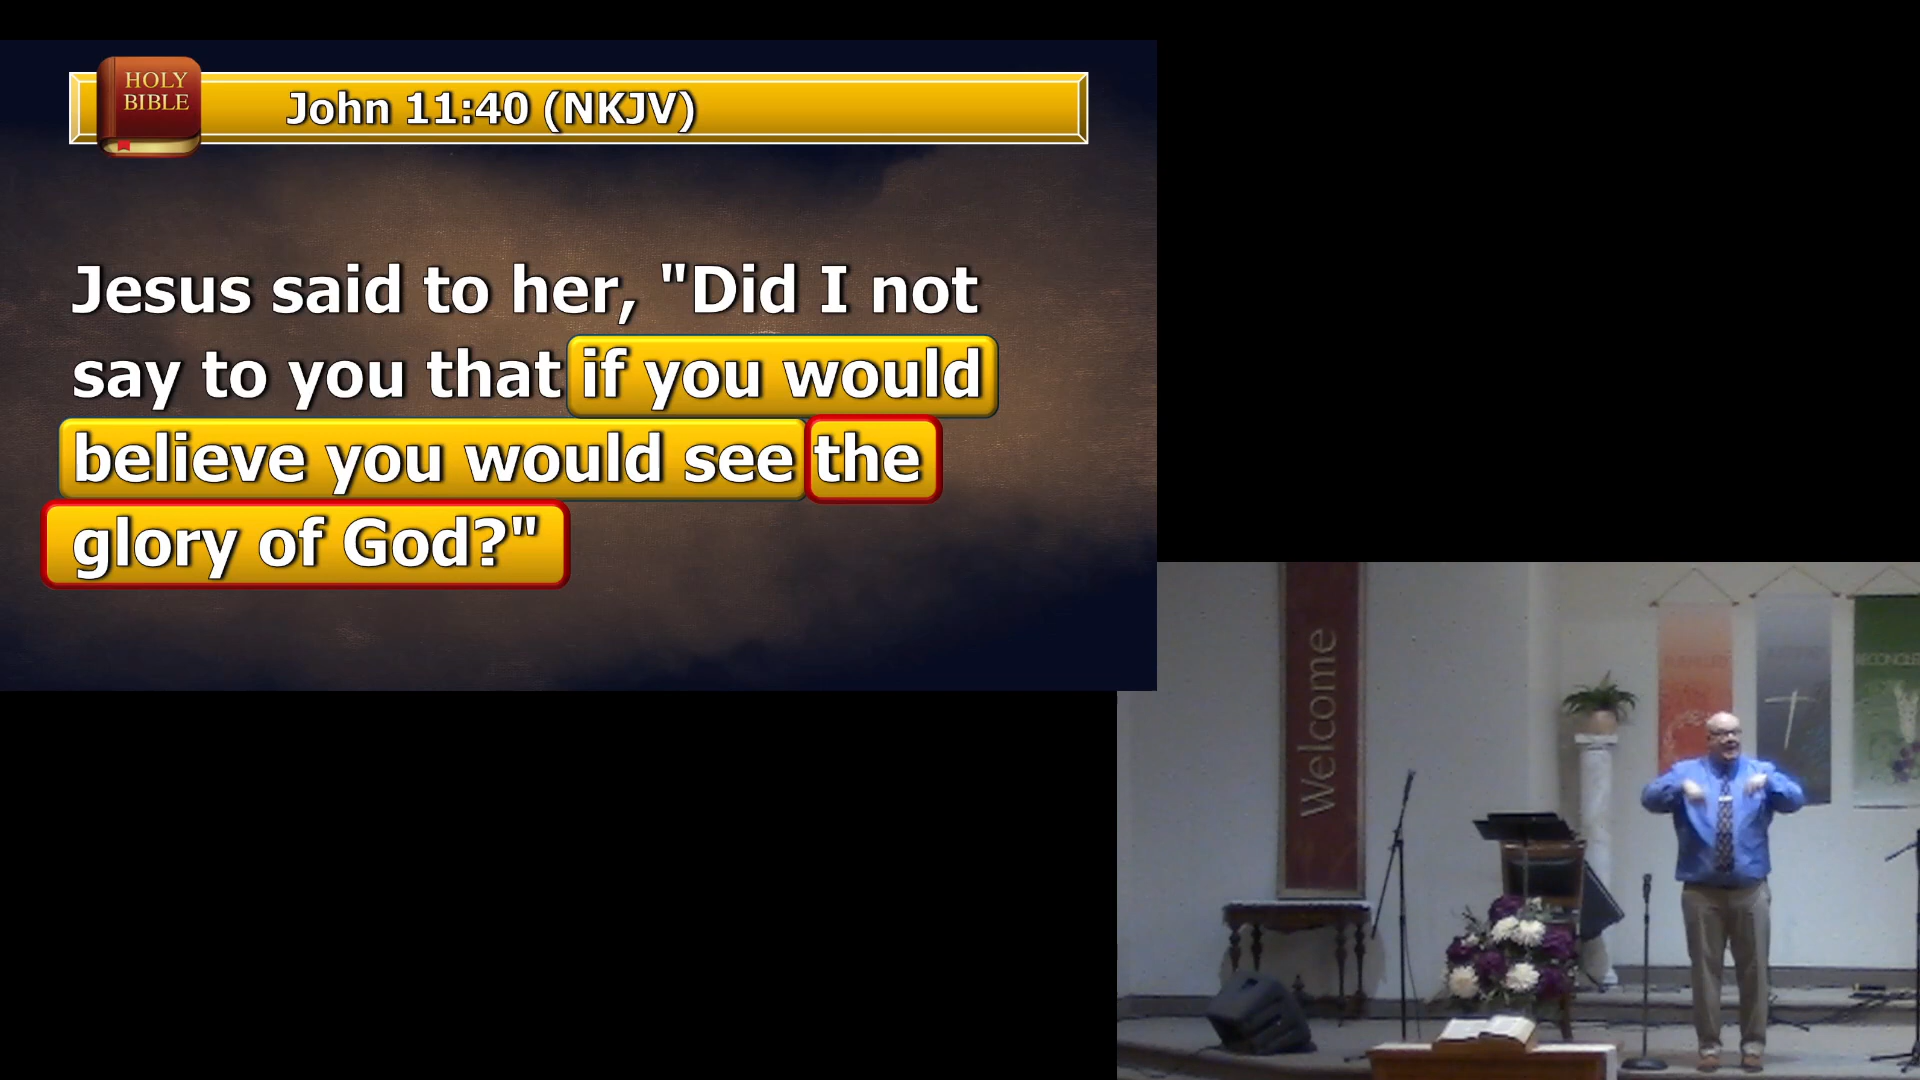 HOLY
BIBLE
John 11:40 (NKJV)
Jesus said to her, "Did I not
say to you that if you would
believe you would see the
glory of God?"
Welcome